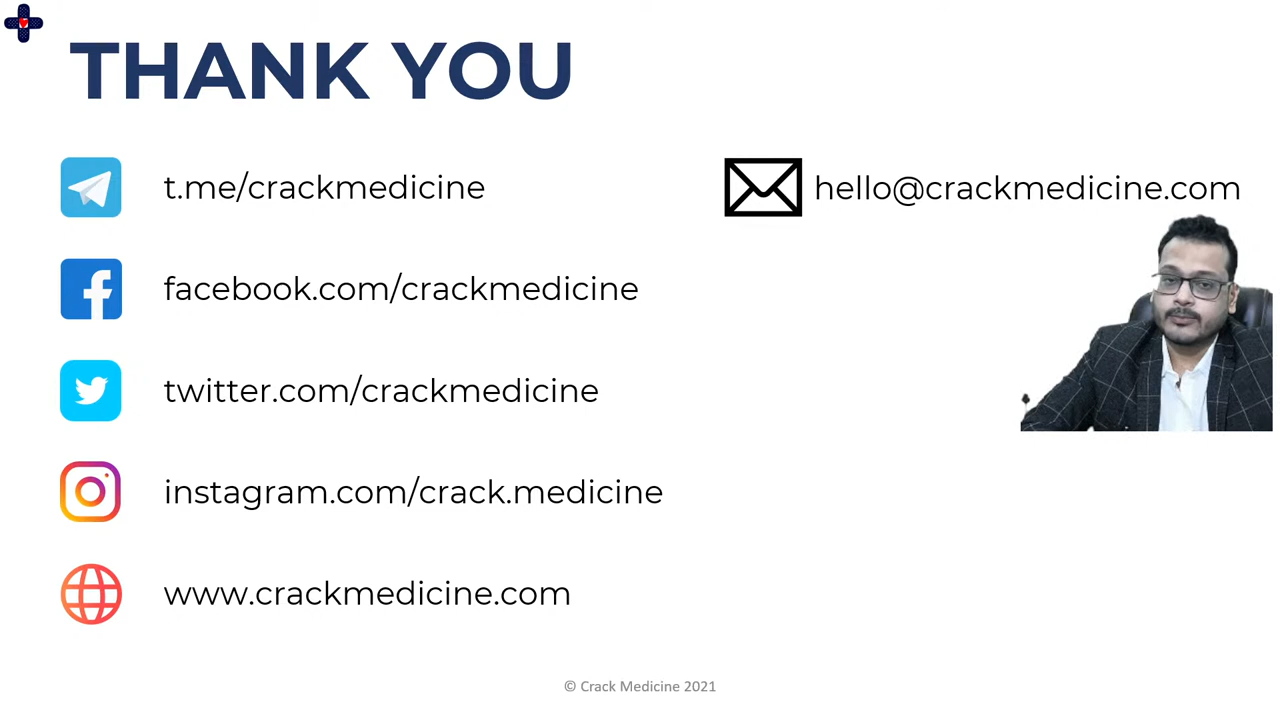 THANK YOU
t.me/crackmedicine
hello@crackmedicine.com
facebook.com/crackmedicine
twitter.com/crackmedicine
instagram.com/crack.medicine
www.crackmedicine.com
© Crack Medicine 2021